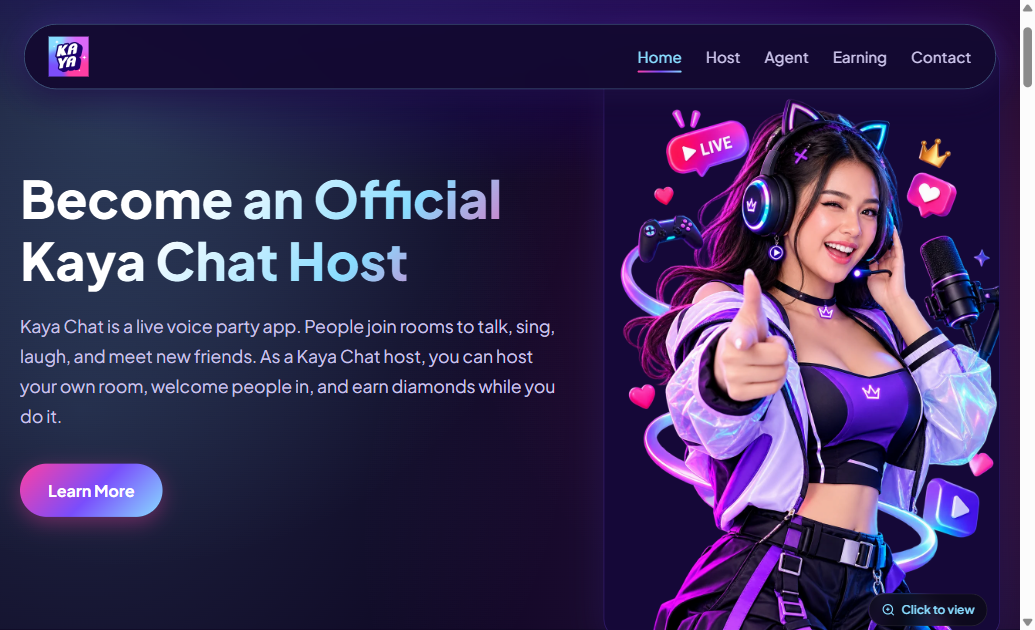 KA
YA
Home
Host
Agent
Earning
Contact
LIVE
Become an Official
Kaya Chat Host
Kaya Chat is a live voice party app. People join rooms to talk, sing,
laugh, and meet new friends. As a Kaya Chat host, you can host
your own room, welcome people in, and earn diamonds while you
do it.
Learn More
Click to view